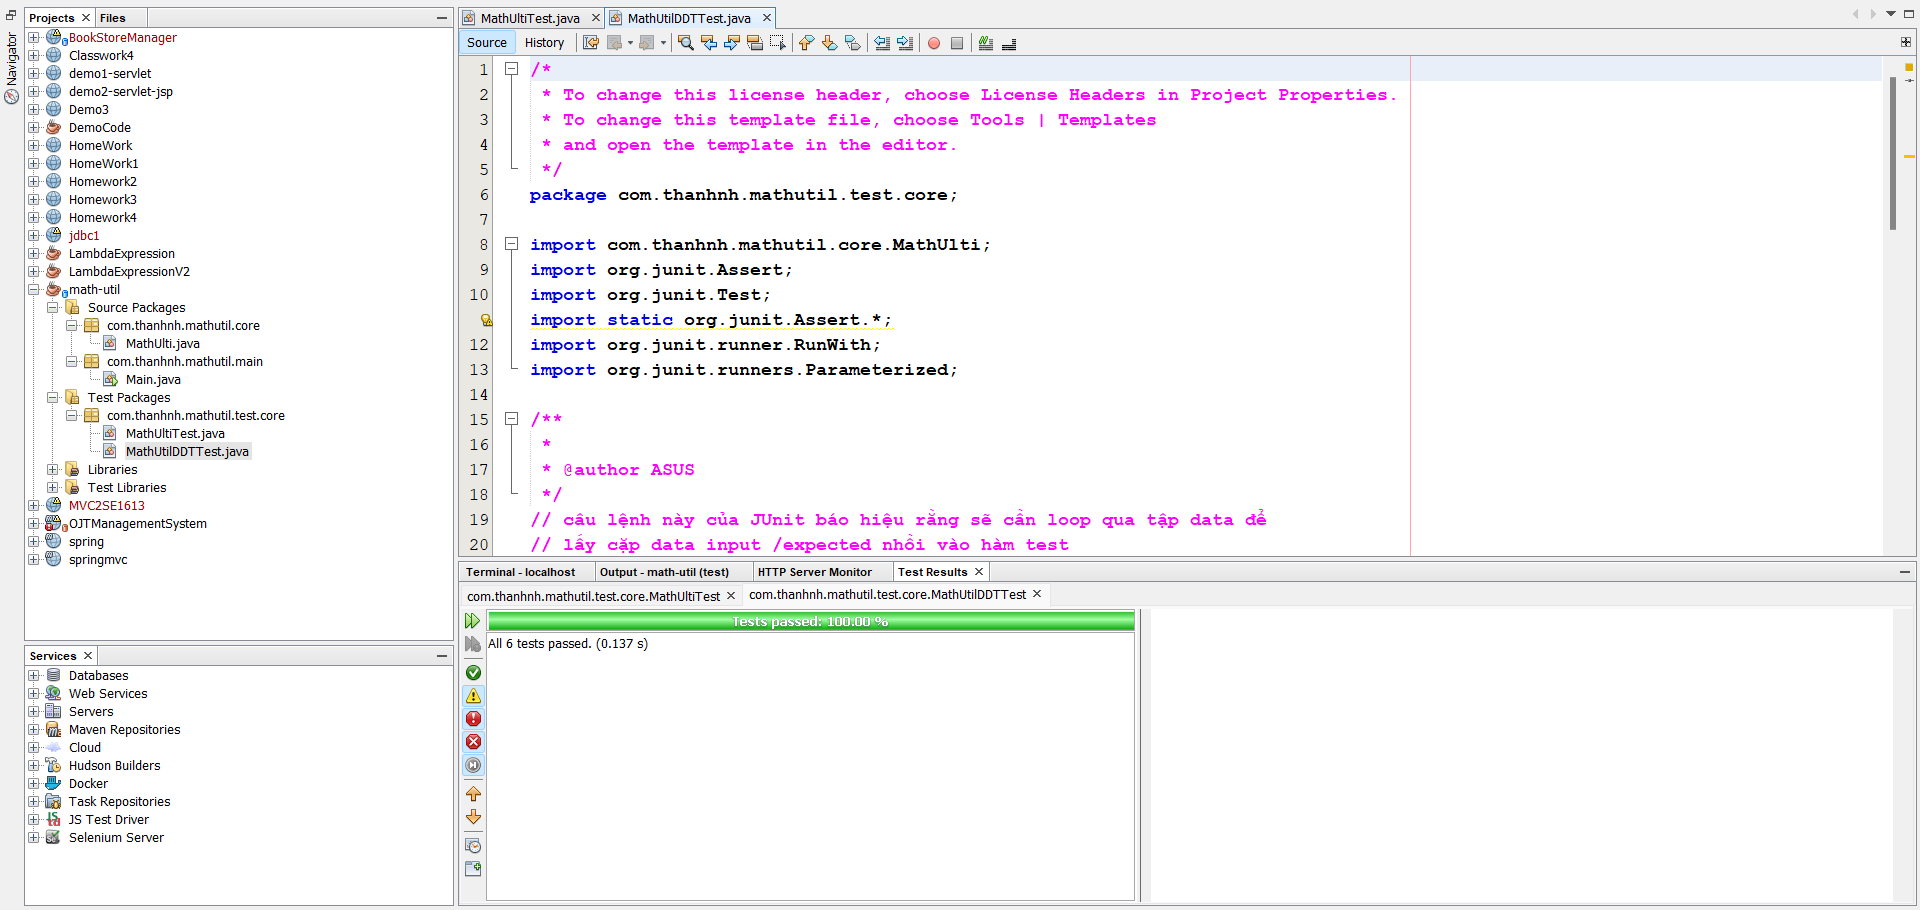 Navigator
Projects
Files
BookStoreManager
Classwork4
demo1-servlet
demo2-servlet-jsp
Demo3
DemoCode
HomeWork
HomeWork1
Homework2
Homework3
Homework4
jdbc1
LambdaExpression
LambdaExpressionV2
math-util
Source Packages
com.thanhnh.mathutil.core
MathUlti.java
com.thanhnh.mathutil.main
Main.java
Test Packages
com.thanhnh.mathutil.test.core
MathUltiTest.java
MathUtilDDTTest.java
Libraries
Test Libraries
MVC2SE1613
OJTManagementSystem
spring
springmvc
Services
Databases
Web Services
Servers
Maven Repositories
Cloud
Hudson Builders
Docker
Task Repositories
JS Test Driver
Selenium Server
MathUltiTest.java
MathUtilDDTTest.java
Source
History
1 /*
2 * To change this license header, choose License Headers in Project Properties.
3 * To change this template file, choose Tools | Templates
4 * and open the template in the editor.
5 */
6 package com.thanhnh.mathutil.test.core;
7
8 import com.thanhnh.mathutil.core.MathUlti;
9 import org.junit.Assert;
10 import org.junit.Test;
import static org.junit.Assert.*;
12 import org.junit.runner.RunWith;
13 import org.junit.runners.Parameterized;
14
15 /**
16 *
17 * @author ASUS
18 */
19 // câu lệnh này của JUnit báo hiệu rằng sẽ cần loop qua tập data để
20 // lấy cặp data input /expected nhồi vào hàm test
Terminal - localhost
Output - math-util (test)
HTTP Server Monitor
Test Results
com.thanhnh.mathutil.test.core.MathUltiTest
com.thanhnh.mathutil.test.core.MathUtilDDTTest
Tests passed: 100.00 %
All 6 tests passed. (0.137 s)